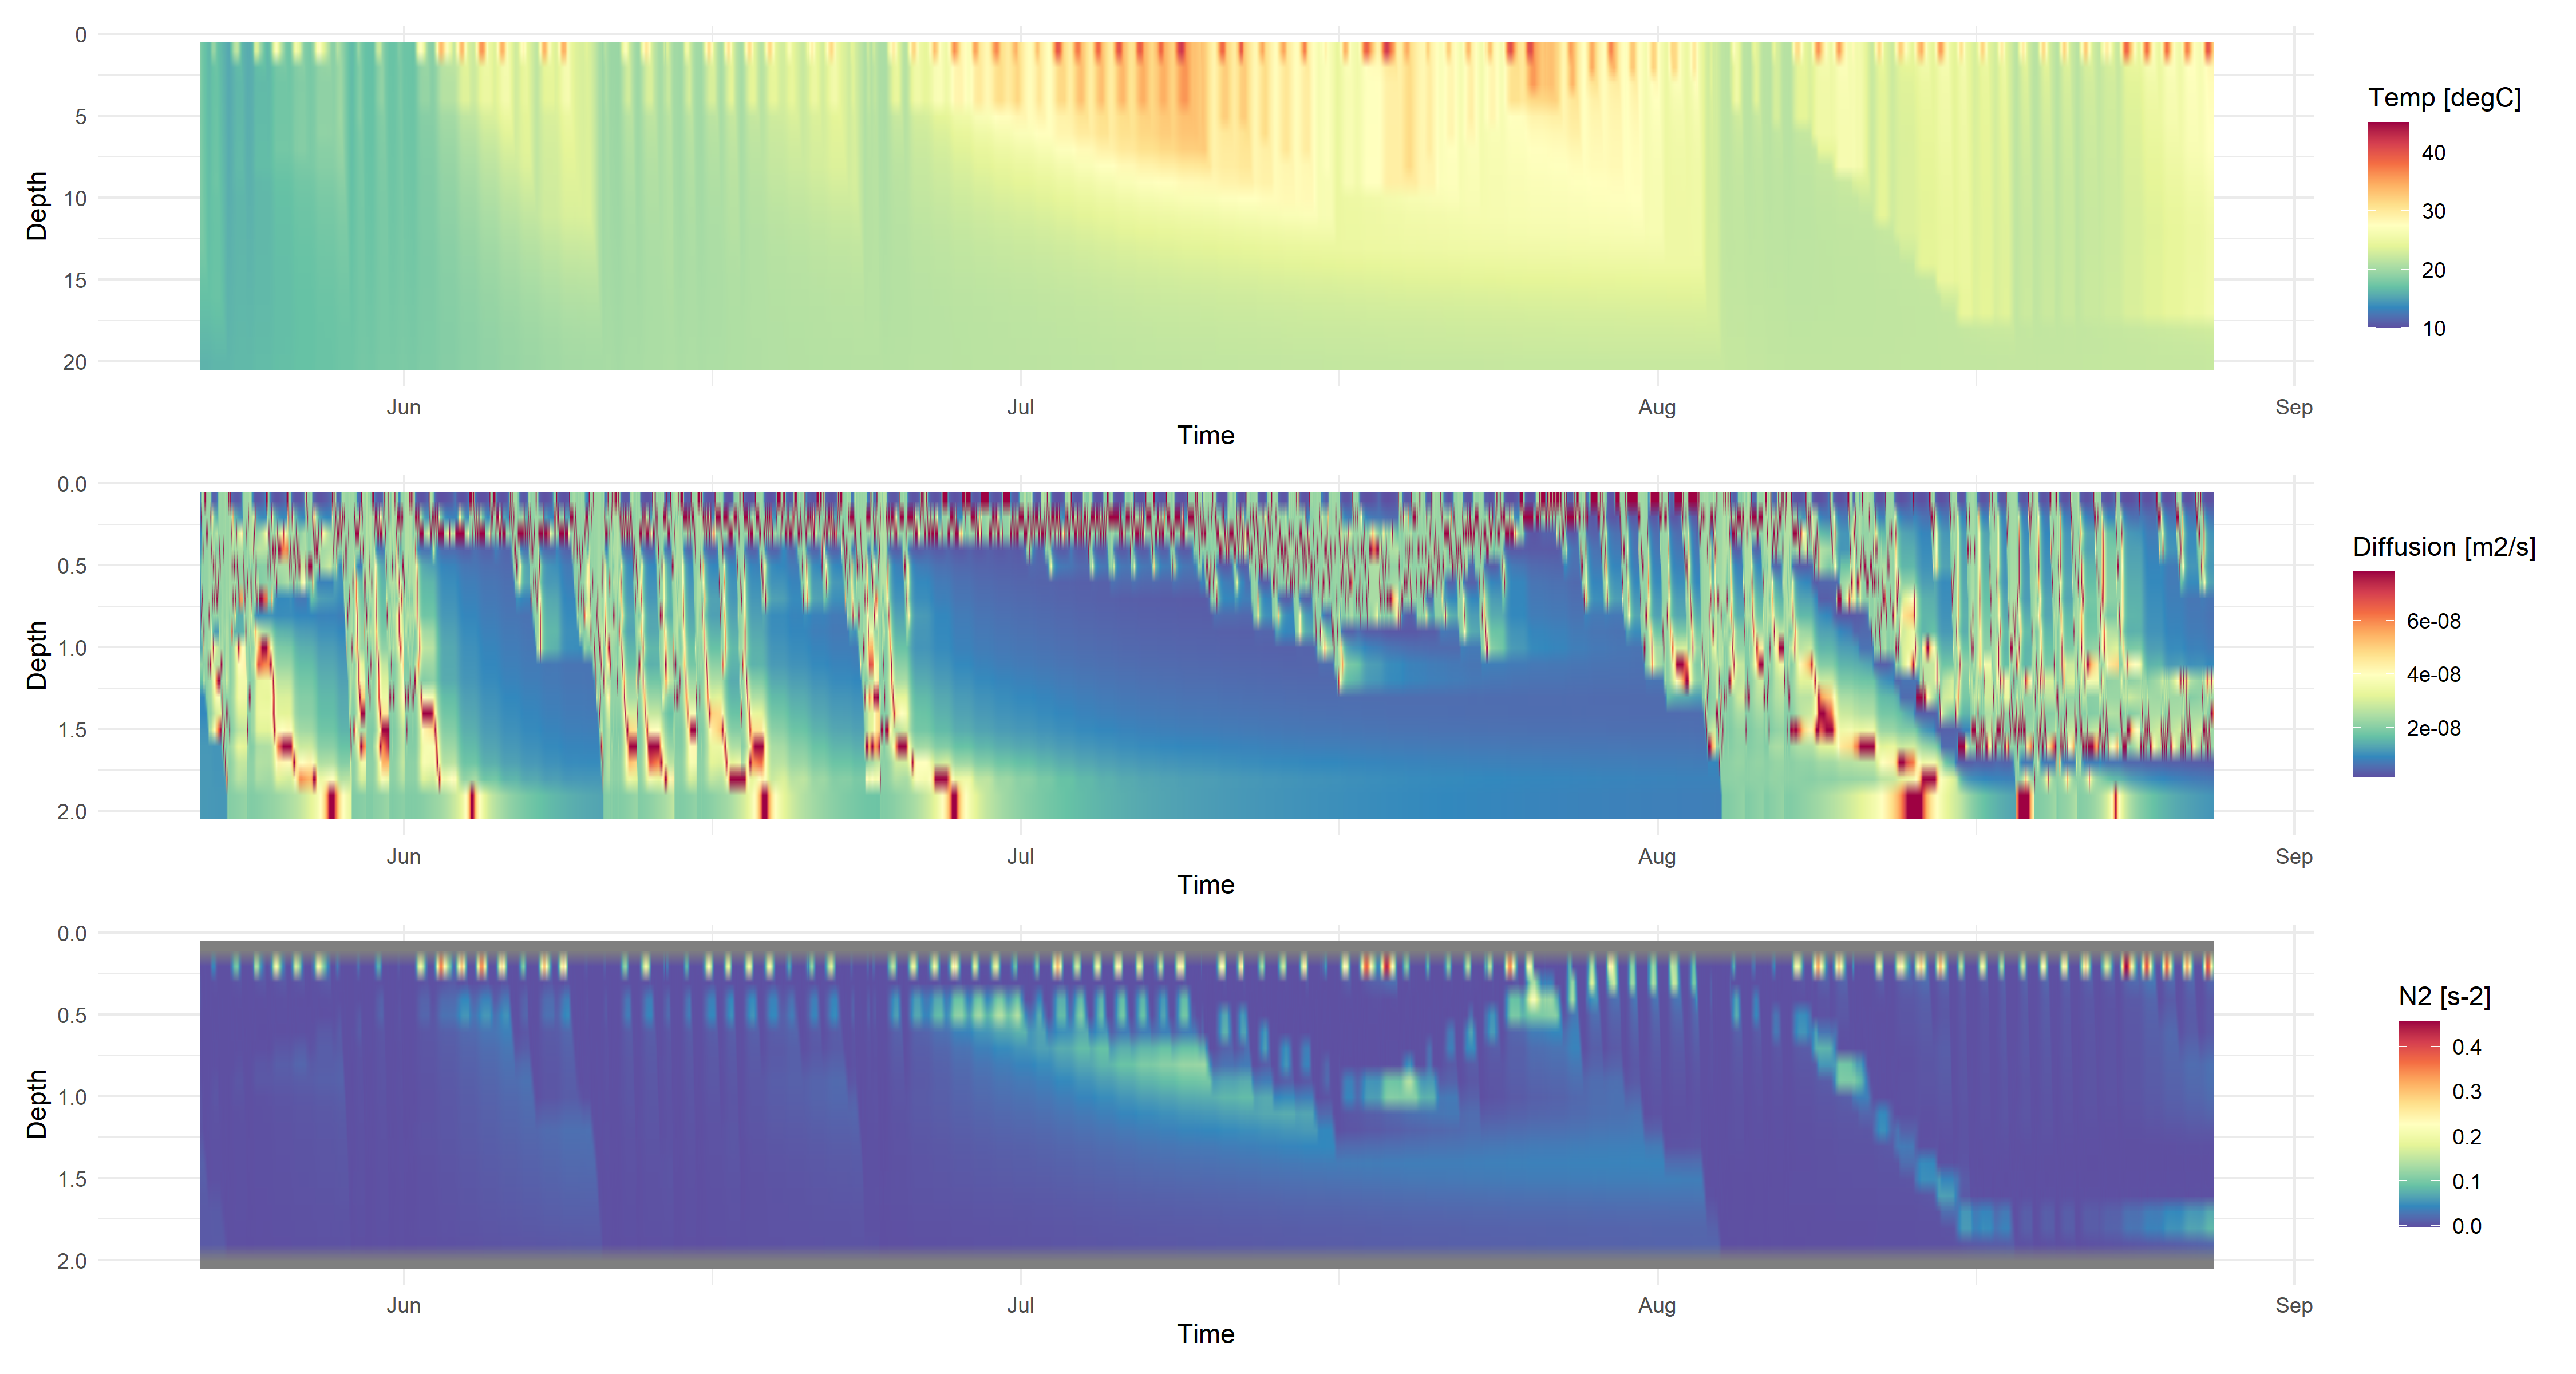 0
5
10
15
20
Depth
Jun
Jul
Aug
Sep
Time
Temp [degC]
40
30
20
10
0.0
0.5
1.0
1.5
2.0
Depth
Jun
Jul
Aug
Sep
Time
Diffusion [m2/s]
6e-08
4e-08
2e-08
0.0
0.5
1.0
1.5
2.0
Depth
Jun
Jul
Aug
Sep
Time
N2 [s-2]
0.4
0.3
0.2
0.1
0.0